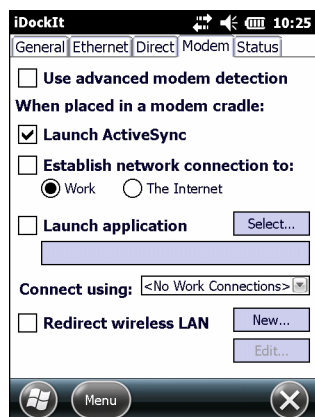 iDockIt 10:25
General Ethernet Direct Modem Status
Use advanced modem detection
When placed in a modem cradle:
Launch ActiveSync
Establish network connection to:
Work The Internet
Launch application Select...
Connect using: <No Work Connections>
Redirect wireless LAN New...
Edit...
Menu